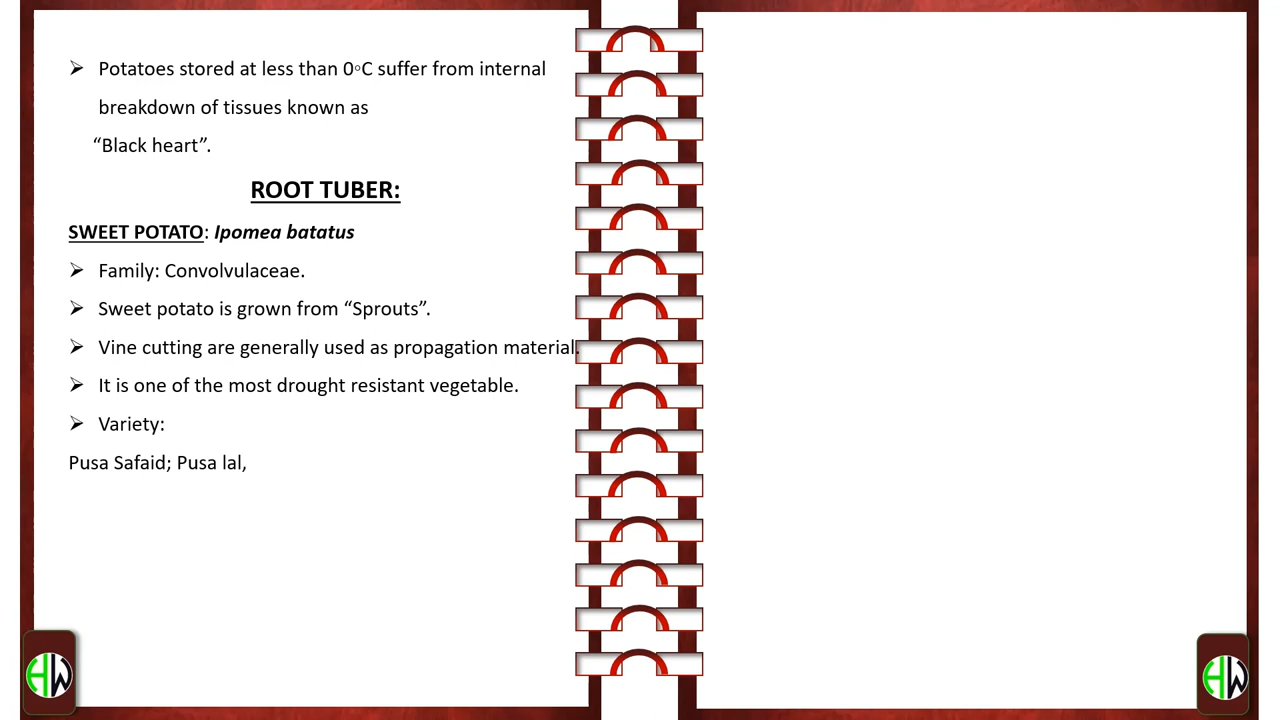 ➢ Potatoes stored at less than 0◦C suffer from internal
breakdown of tissues known as
“Black heart”.
ROOT TUBER:
SWEET POTATO: Ipomea batatus
➢ Family: Convolvulaceae.
➢ Sweet potato is grown from “Sprouts”.
➢ Vine cutting are generally used as propagation material.
➢ It is one of the most drought resistant vegetable.
➢ Variety:
Pusa Safaid; Pusa lal,
HW
HW